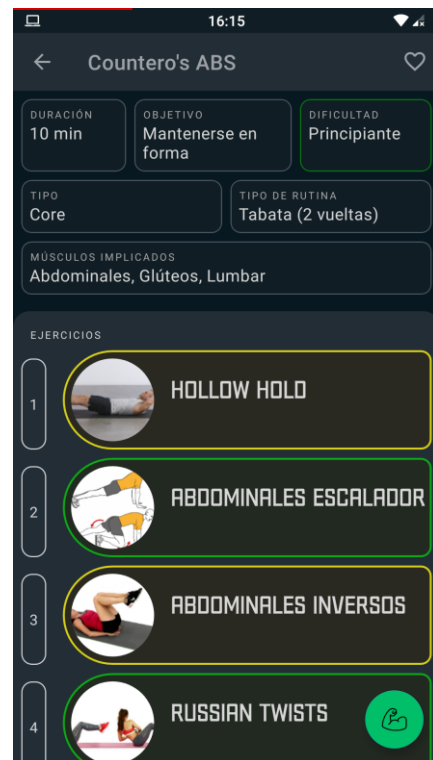 16:15
Countero's ABS
DURACIÓN
10 min
OBJETIVO
Mantenerse en
forma
DIFICULTAD
Principiante
TIPO
Core
TIPO DE RUTINA
Tabata (2 vueltas)
MÚSCULOS IMPLICADOS
Abdominales, Glúteos, Lumbar
EJERCICIOS
1
HOLLOW HOLD
2
ABDOMINALES ESCALADOR
3
ABDOMINALES INVERSOS
4
RUSSIAN TWISTS